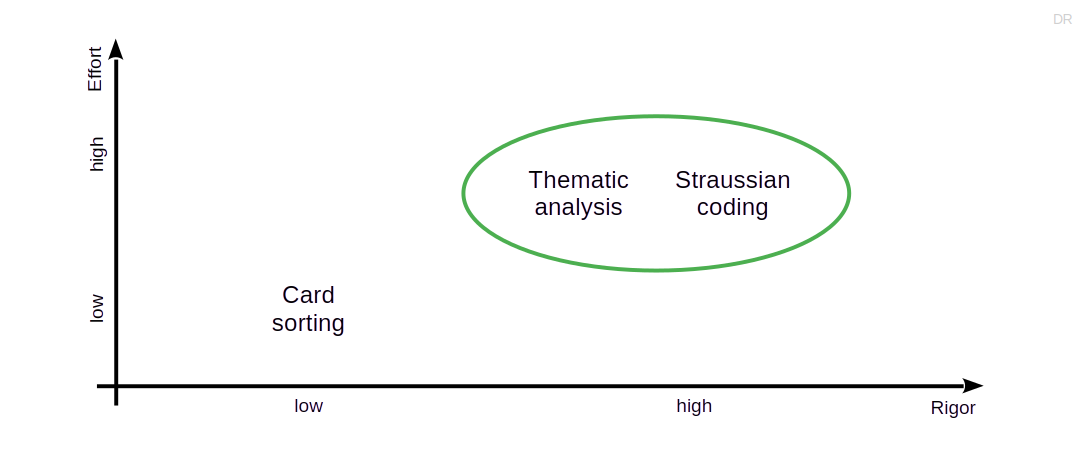 DR
Effort
high
low
Thematic
analysis
Straussian
coding
Card
sorting
low
high
Rigor